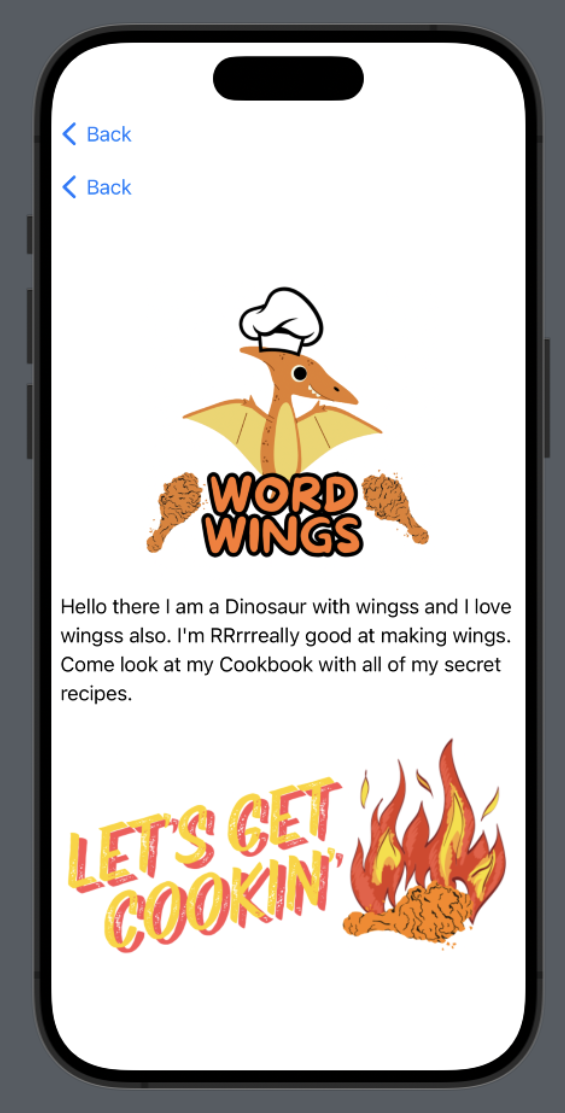 Back
Back
WORD
WINGS
Hello there I am a Dinosaur with wingss and I love
wingss also. I'm RRrrreally good at making wings.
Come look at my Cookbook with all of my secret
recipes.
LET'S GET
COOKIN'